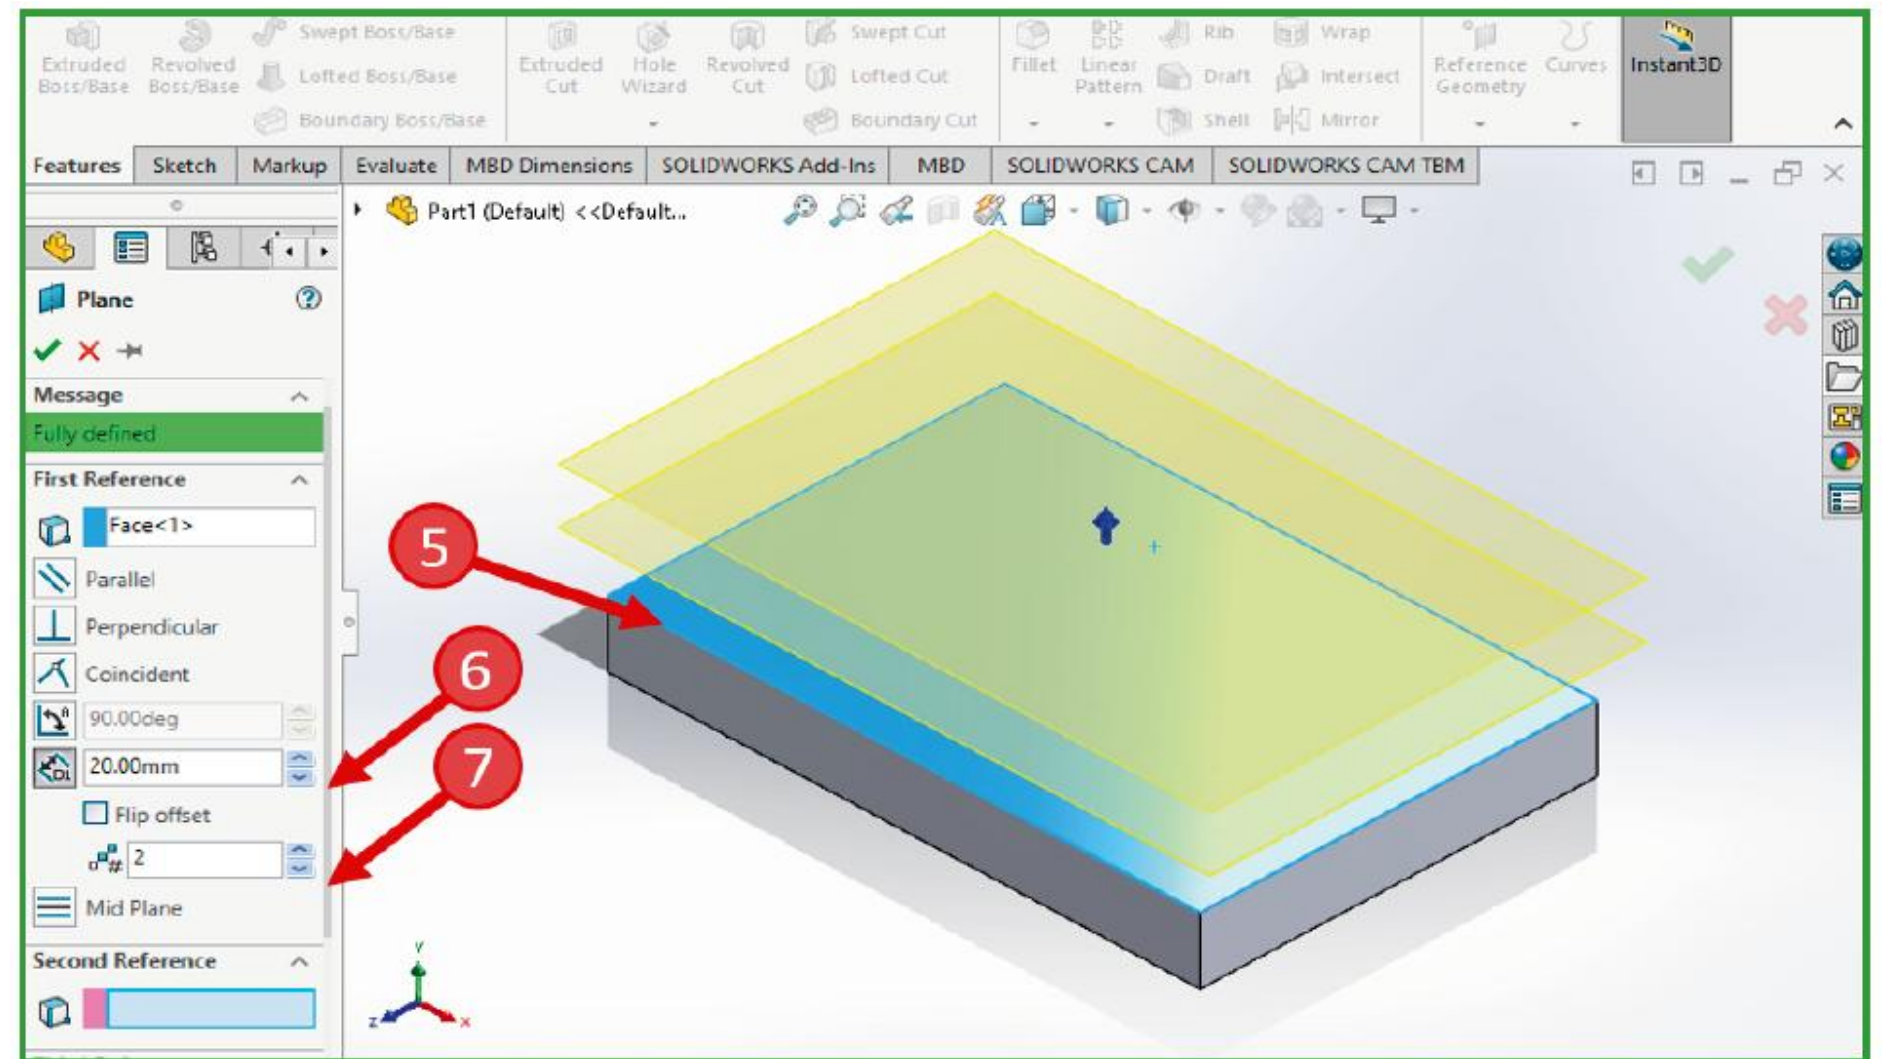 Extruded Boss/Base
Revolved Boss/Base
Swept Boss/Base
Lofted Boss/Base
Boundary Boss/Base
Extruded Cut
Hole Wizard
Revolved Cut
Swept Cut
Lofted Cut
Boundary Cut
Fillet
Linear Pattern
Rib
Draft
Shell
Wrap
Intersect
Mirror
Reference Geometry
Curves
Instant3D
Features Sketch Markup Evaluate MBD Dimensions SOLIDWORKS Add-Ins MBD SOLIDWORKS CAM SOLIDWORKS CAM TBM
Part1 (Default) <<Default...
Plane
Message
Fully defined
First Reference
Face<1>
Parallel
Perpendicular
Coincident
90.00deg
20.00mm
Flip offset
# 2
Mid Plane
Second Reference
5
6
7
Y
Z
X